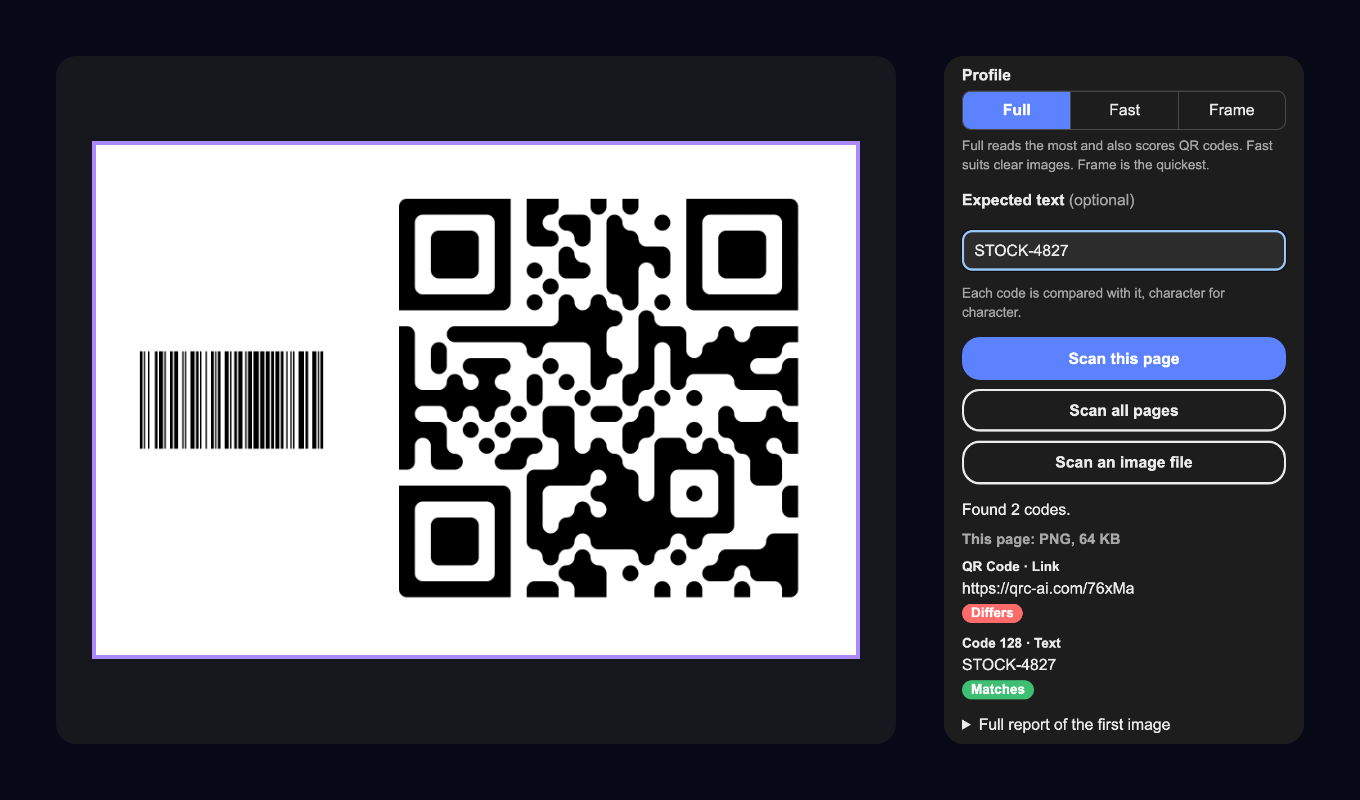 Profile
Full
Fast
Frame
Full reads the most and also scores QR codes. Fast
suits clear images. Frame is the quickest.
Expected text (optional)
STOCK-4827
Each code is compared with it, character for
character.
Scan this page
Scan all pages
Scan an image file
Found 2 codes.
This page: PNG, 64 KB
QR Code · Link
https://qrc-ai.com/76xMa
Differs
Code 128 · Text
STOCK-4827
Matches
▶ Full report of the first image